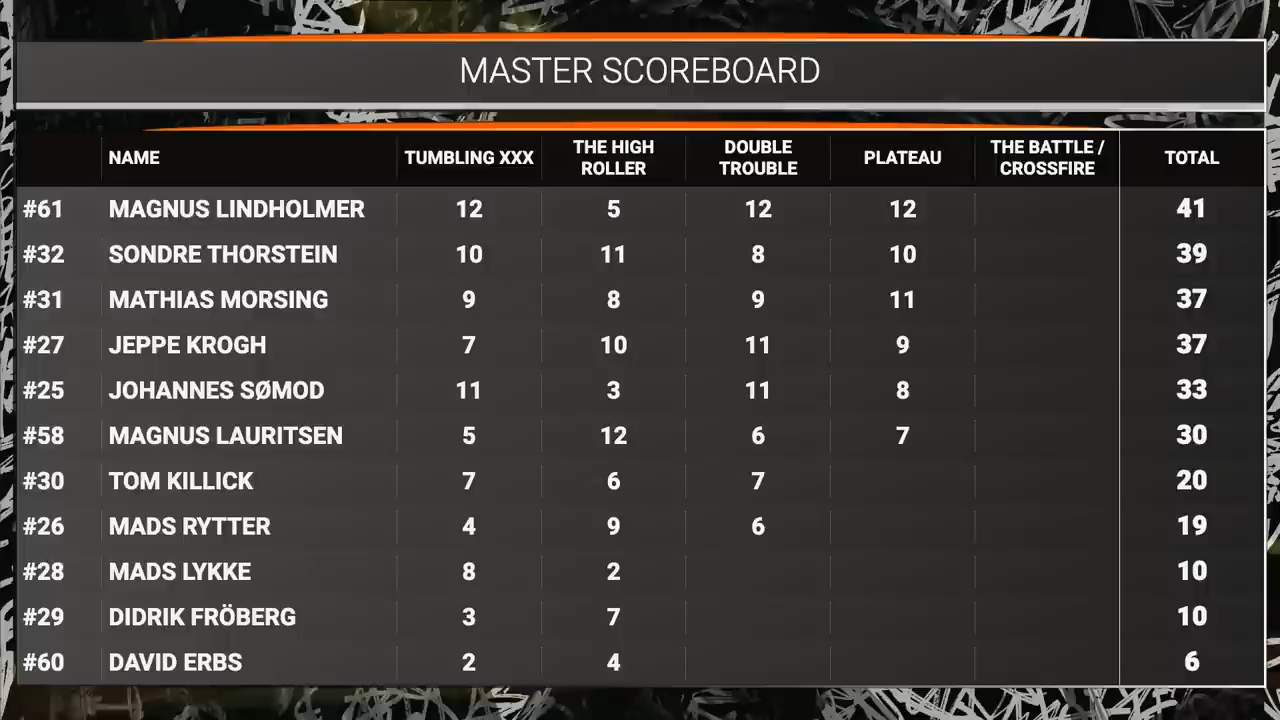 MASTER SCOREBOARD
NAME TUMBLING XXX THE HIGH ROLLER DOUBLE TROUBLE PLATEAU THE BATTLE / CROSSFIRE TOTAL
#61 MAGNUS LINDHOLMER 12 5 12 12 41
#32 SONDRE THORSTEIN 10 11 8 10 39
#31 MATHIAS MORSING 9 8 9 11 37
#27 JEPPE KROGH 7 10 11 9 37
#25 JOHANNES SØMOD 11 3 11 8 33
#58 MAGNUS LAURITSEN 5 12 6 7 30
#30 TOM KILLICK 7 6 7 20
#26 MADS RYTTER 4 9 6 19
#28 MADS LYKKE 8 2 10
#29 DIDRIK FRÖBERG 3 7 10
#60 DAVID ERBS 2 4 6